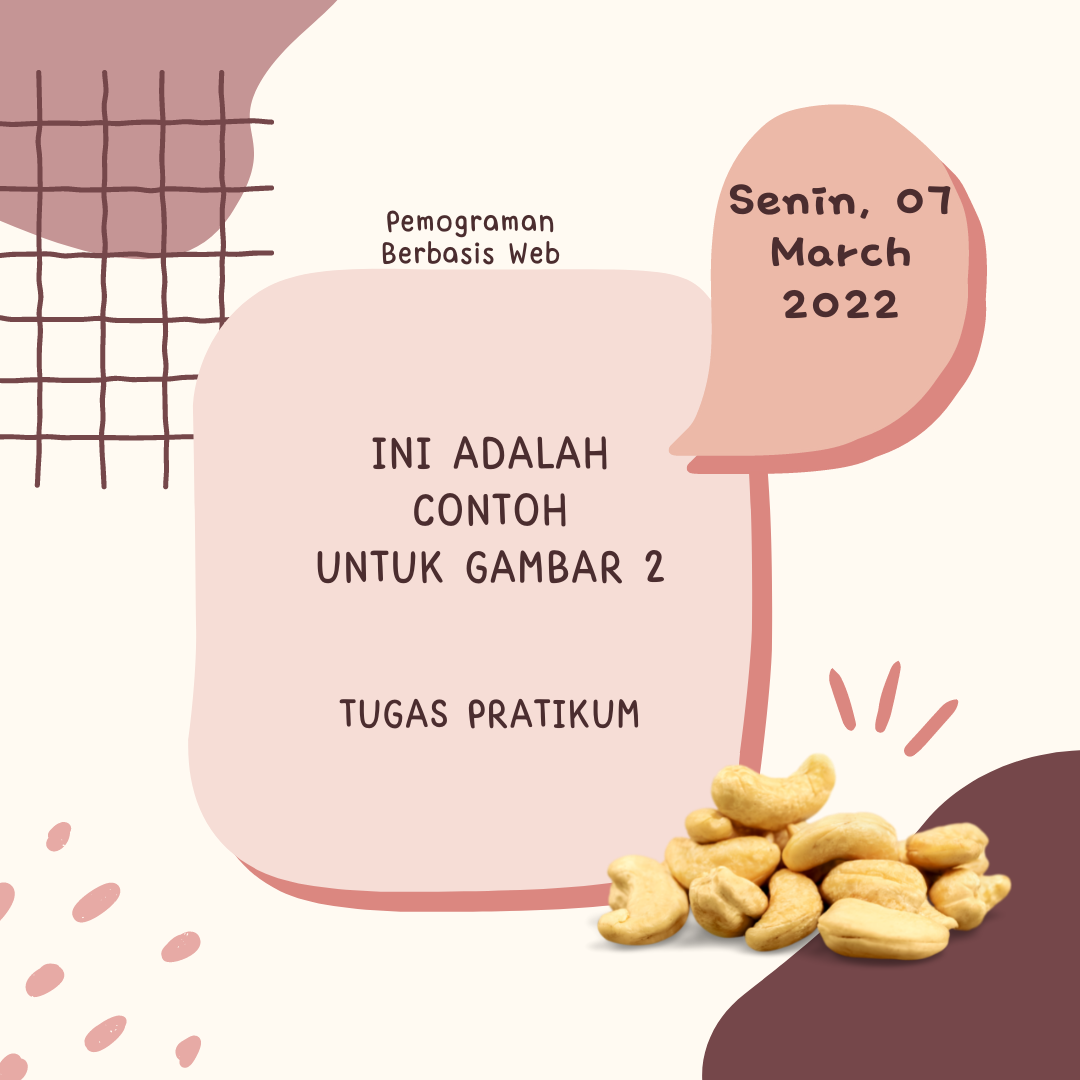 Pemograman
Berbasis Web
Senin, 07
March
2022
INI ADALAH
CONTOH
UNTUK GAMBAR 2
TUGAS PRATIKUM